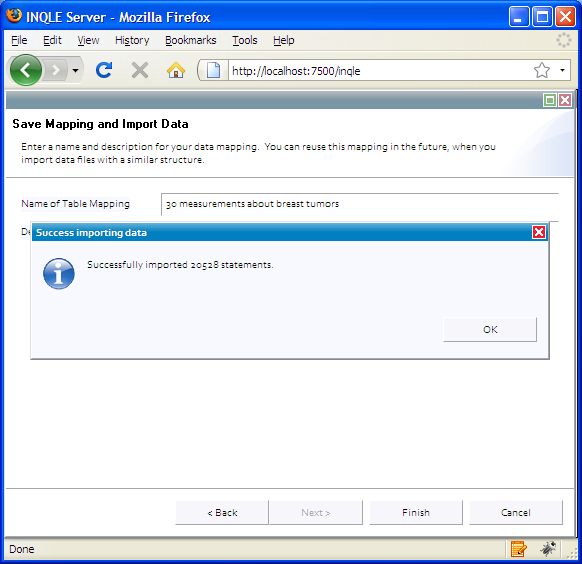 INQLE Server - Mozilla Firefox
File Edit View History Bookmarks Tools Help
http://localhost:7500/inqle
Save Mapping and Import Data
Enter a name and description for your data mapping. You can reuse this mapping in the future, when you
import data files with a similar structure.
Name of Table Mapping 30 measurements about breast tumors
De
Success importing data
i
Successfully imported 20528 statements.
OK
< Back Next > Finish Cancel
Done